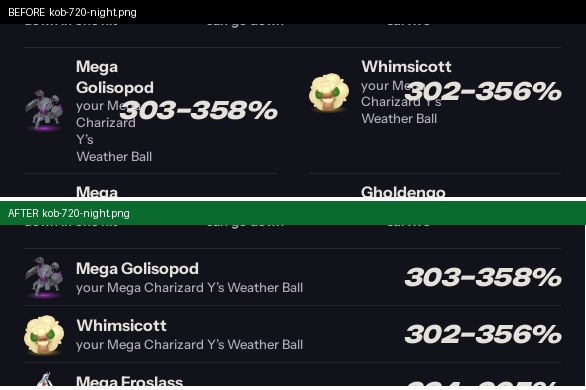 BEFORE kob-720-night.png
Mega
Golisopod
your Mega
Charizard
Y's
Weather Ball
303–358%
Whimsicott
your Mega
Charizard Y's
Weather Ball
302–356%
Mega
Gholdengo
AFTER kob-720-night.png
Mega Golisopod
your Mega Charizard Y's Weather Ball
303–358%
Whimsicott
your Mega Charizard Y's Weather Ball
302–356%
Mega Froslass